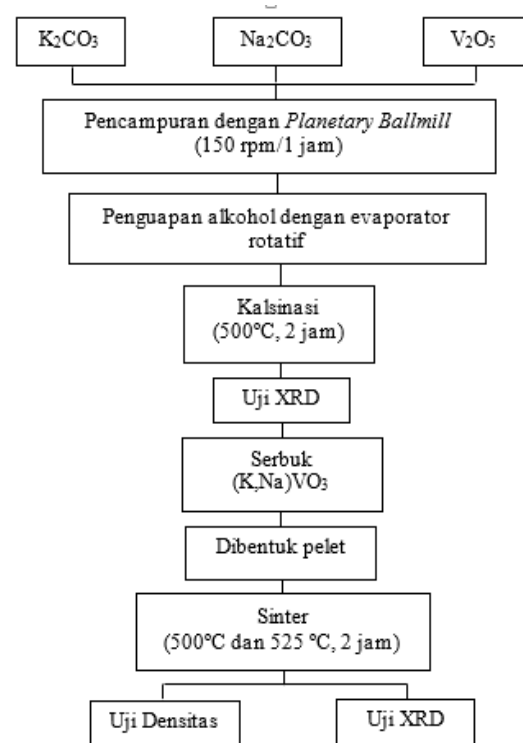 K₂CO₃
Na₂CO₃
V₂O₅
Pencampuran dengan Planetary Ballmill
(150 rpm/1 jam)
Penguapan alkohol dengan evaporator
rotatif
Kalsinasi
(500°C, 2 jam)
Uji XRD
Serbuk
(K,Na)VO₃
Dibentuk pelet
Sinter
(500°C dan 525 °C, 2 jam)
Uji Densitas
Uji XRD